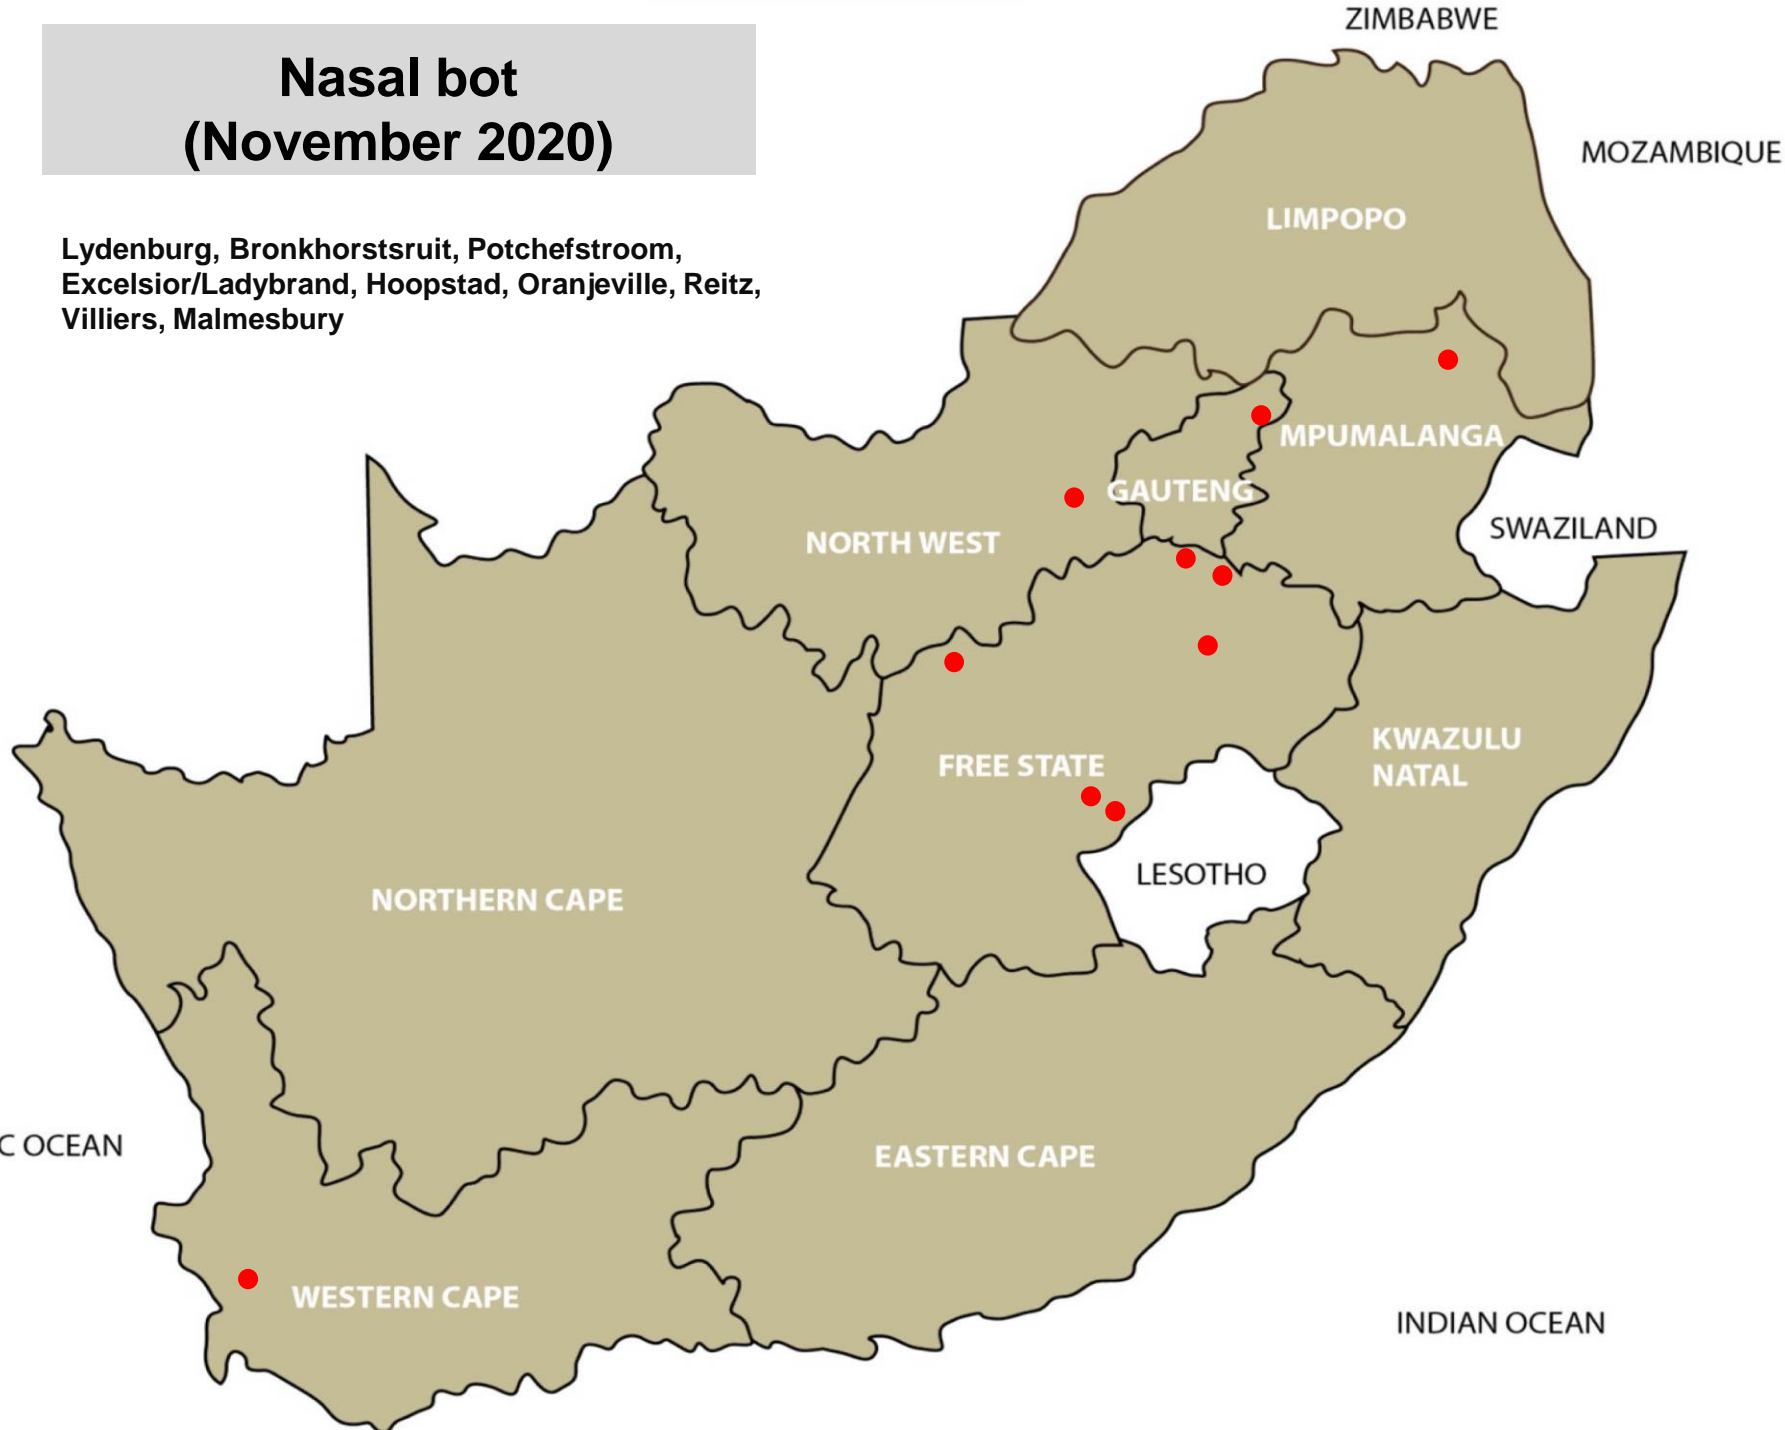 Nasal bot
(November 2020)
Lydenburg, Bronkhorstsruit, Potchefstroom,
Excelsior/Ladybrand, Hoopstad, Oranjeville, Reitz,
Villiers, Malmesbury
ZIMBABWE
MOZAMBIQUE
LIMPOPO
MPUMALANGA
GAUTENG
NORTH WEST
SWAZILAND
FREE STATE
KWAZULU
NATAL
LESOTHO
NORTHERN CAPE
C OCEAN
EASTERN CAPE
WESTERN CAPE
INDIAN OCEAN